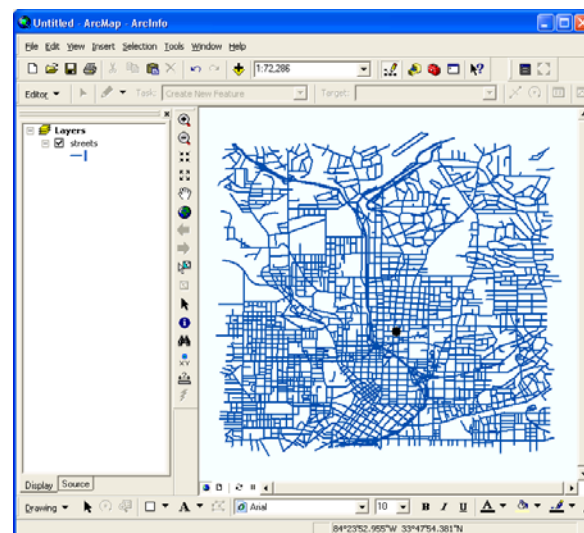 Untitled - ArcMap - ArcInfo
File Edit View Insert Selection Tools Window Help
1:72,286
Editor Task: Create New Feature Target:
Layers
streets
XY
Display Source
Drawing A Arial 10 B I U A
84°23'52.955"W 33°47'54.381"N